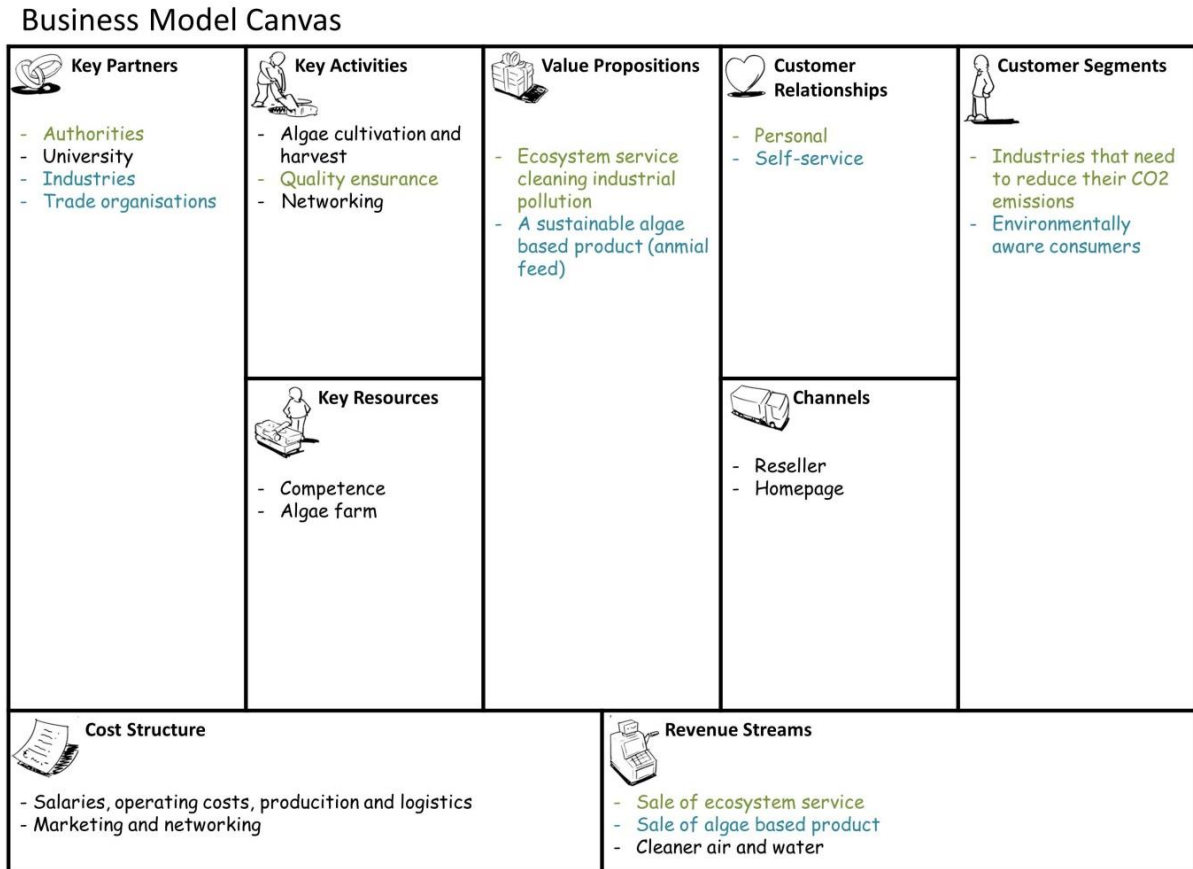 Business Model Canvas
Key Partners
- Authorities
- University
- Industries
- Trade organisations
Key Activities
- Algae cultivation and
harvest
- Quality ensurance
- Networking
Key Resources
- Competence
- Algae farm
Value Propositions
- Ecosystem service
cleaning industrial
pollution
- A sustainable algae
based product (anmial
feed)
Customer
Relationships
- Personal
- Self-service
Channels
- Reseller
- Homepage
Customer Segments
- Industries that need
to reduce their CO2
emissions
- Environmentally
aware consumers
Cost Structure
- Salaries, operating costs, producition and logistics
- Marketing and networking
Revenue Streams
- Sale of ecosystem service
- Sale of algae based product
- Cleaner air and water